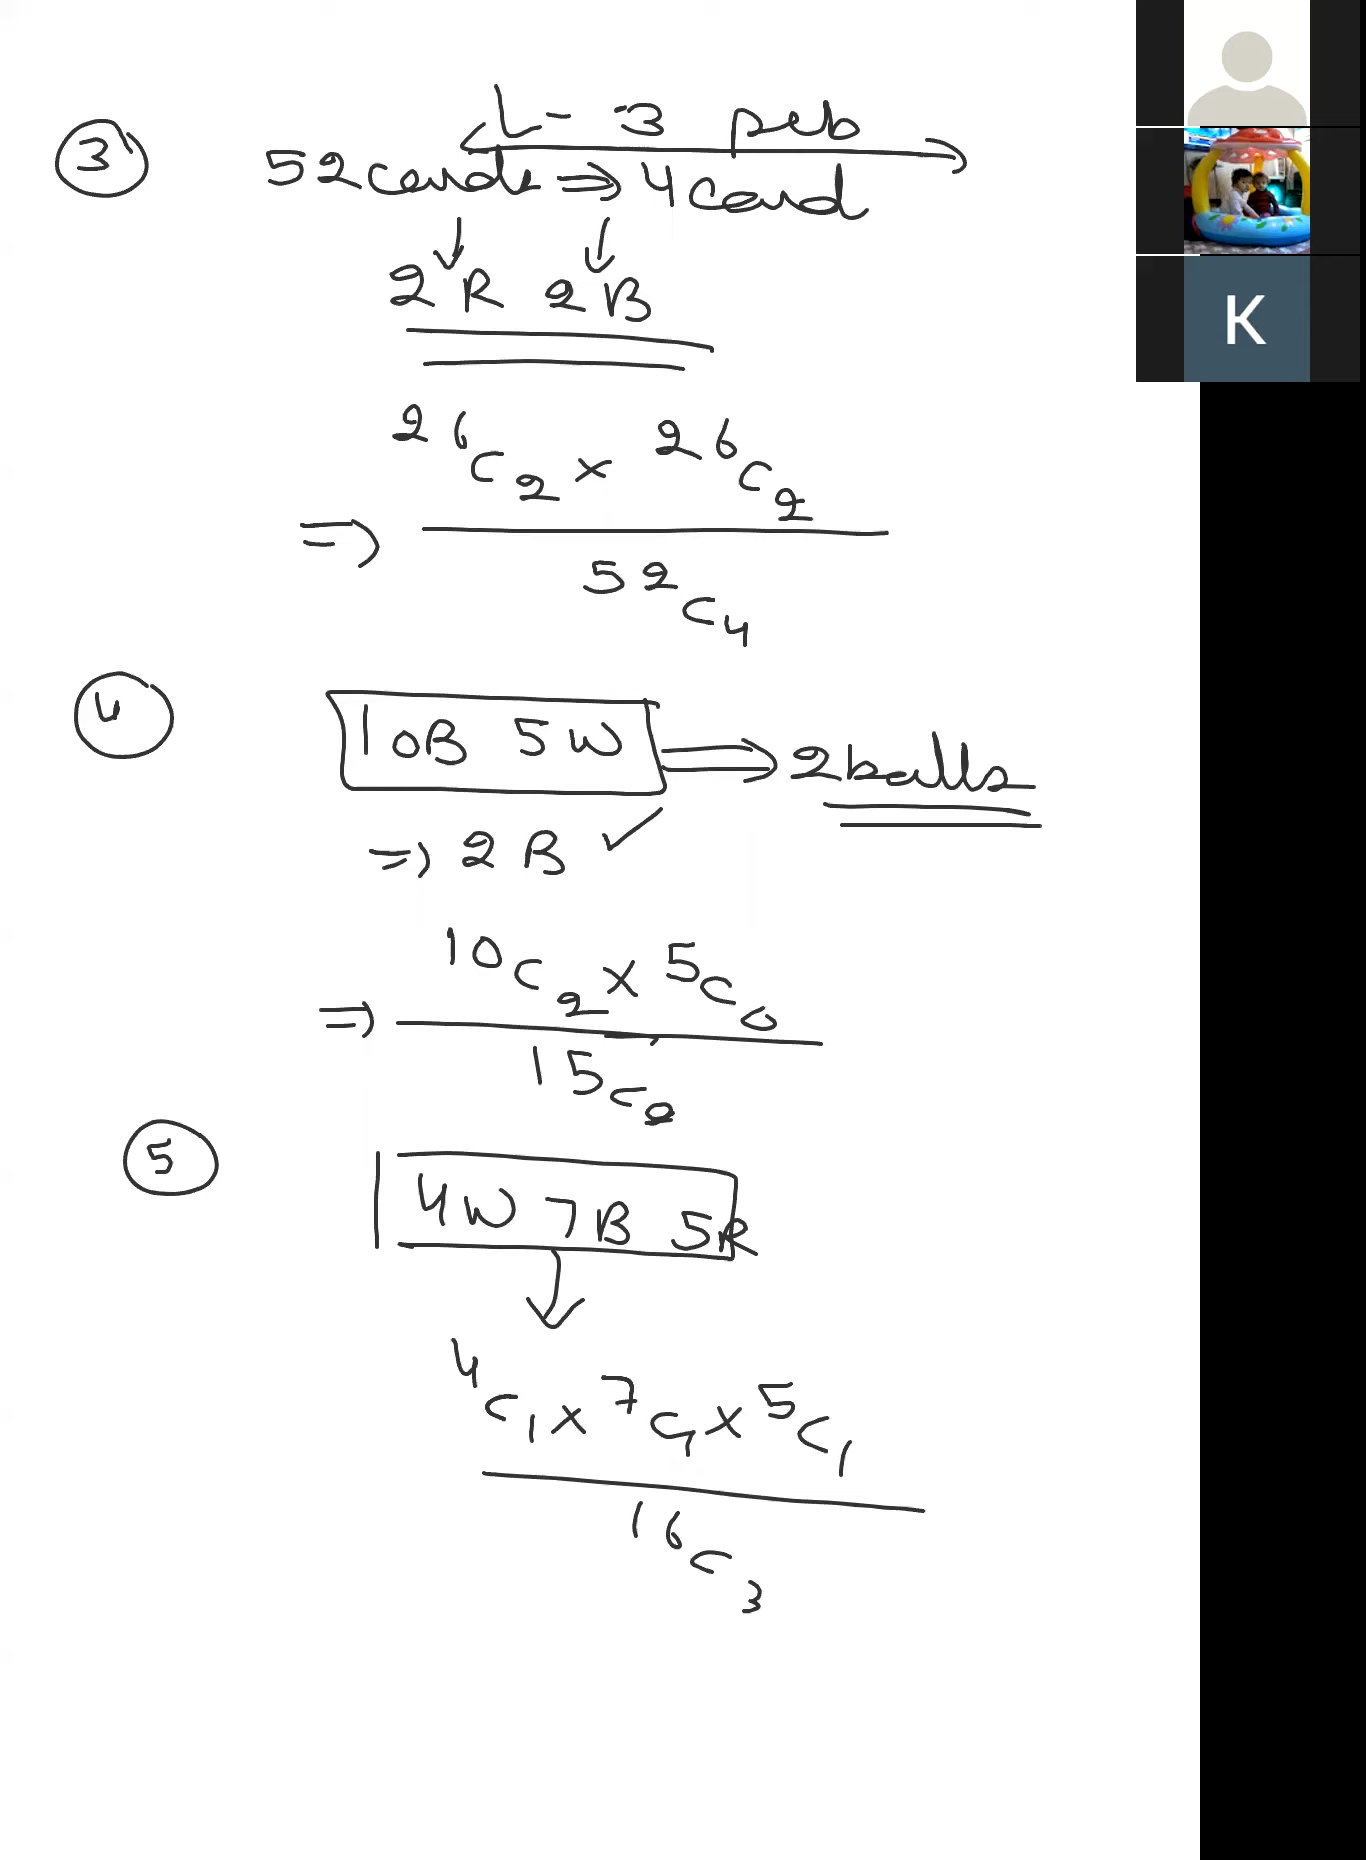 L - 3 prb
③ 52 cards ⇒ 4 card
↓ ↓
2R 2B
⇒ ²⁶C₂ × ²⁶C₂
⁵²C₄
④ 10B 5W ⇒ 2 balls
⇒ 2B ✓
⇒ ¹⁰C₂ × ⁵C₀
¹⁵C₂
⑤ 4W 7B 5R
↓
⁴C₁ × ⁷C₁ × ⁵C₁
¹⁶C₃
K